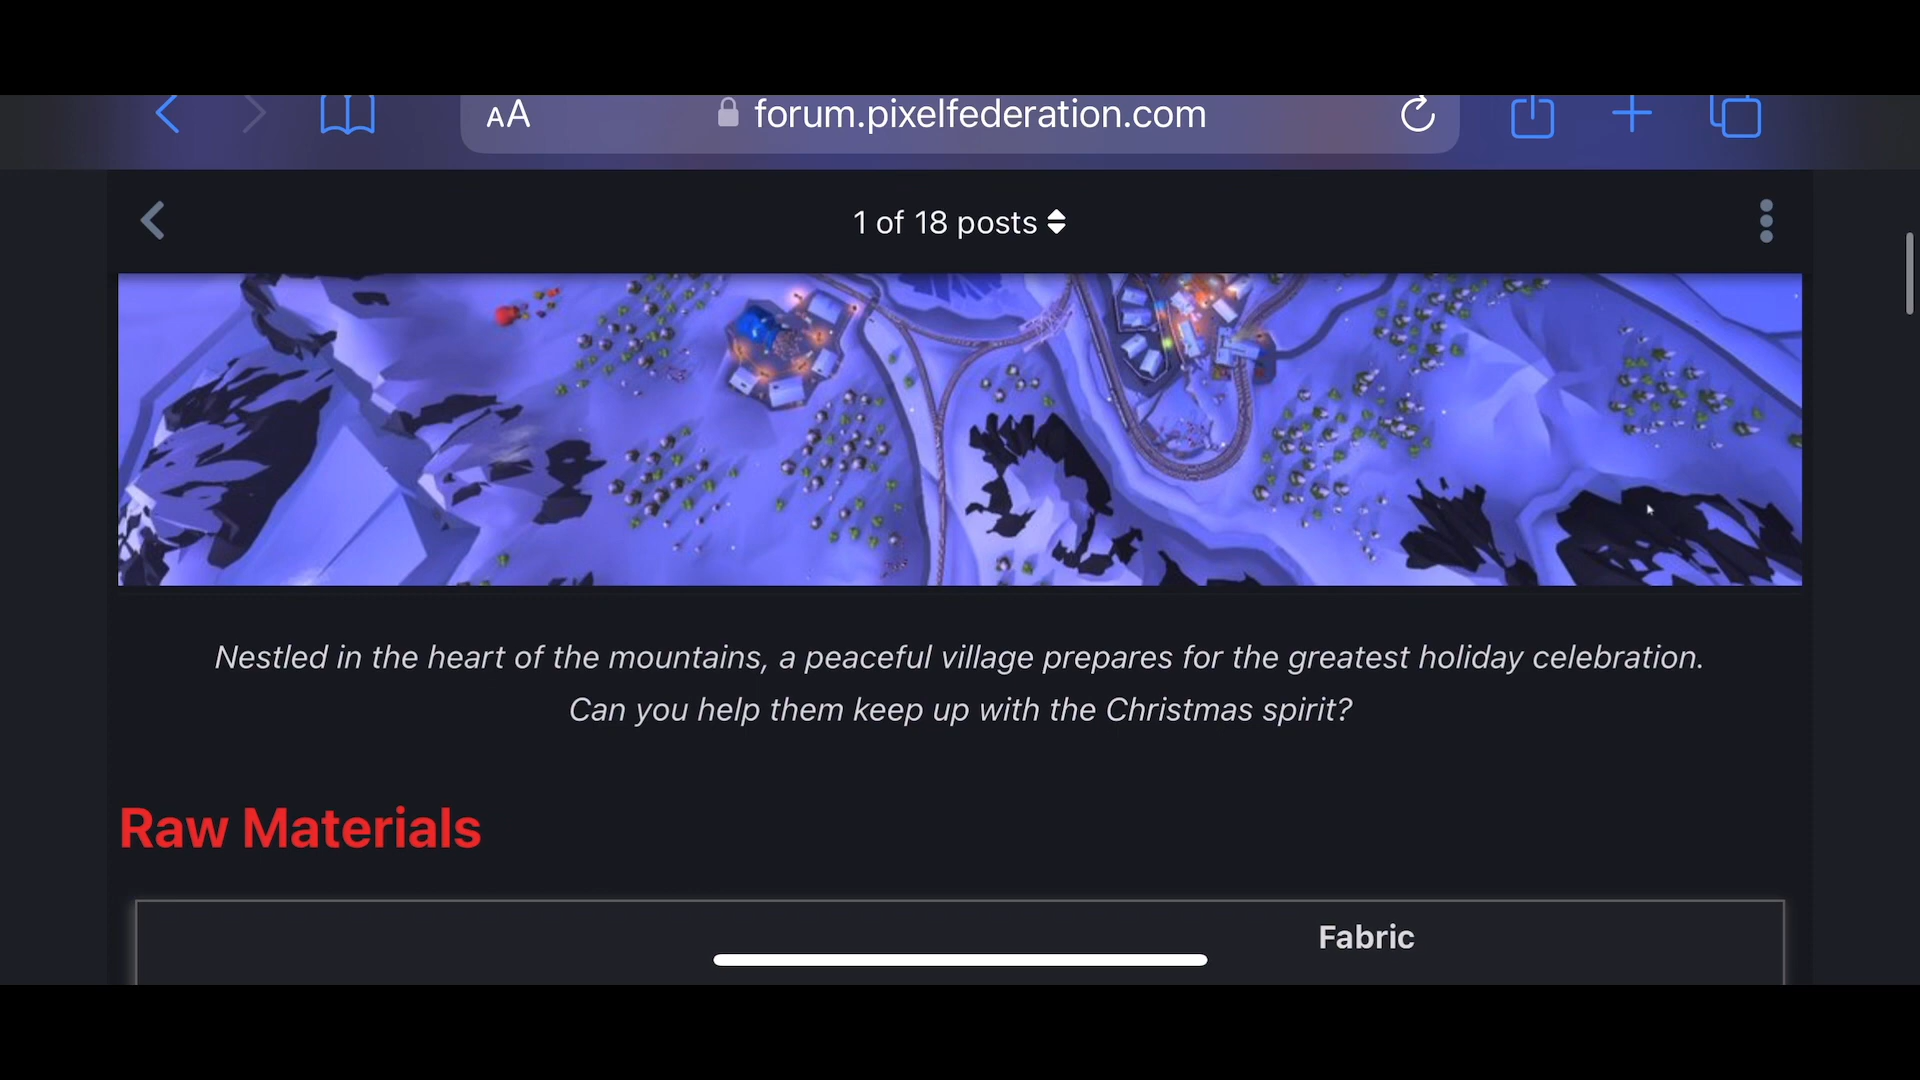 AA
forum.pixelfederation.com
1 of 18 posts
Nestled in the heart of the mountains, a peaceful village prepares for the greatest holiday celebration.
Can you help them keep up with the Christmas spirit?
Raw Materials
Fabric